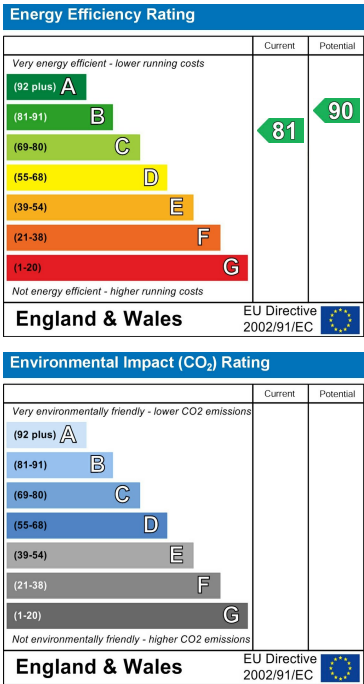 Energy Efficiency Rating
Current Potential
Very energy efficient - lower running costs
(92 plus) A
(81-91) B
(69-80) C
(55-68) D
(39-54) E
(21-38) F
(1-20) G
81
90
Not energy efficient - higher running costs
England & Wales
EU Directive
2002/91/EC
Environmental Impact (CO₂) Rating
Current Potential
Very environmentally friendly - lower CO2 emissions
(92 plus) A
(81-91) B
(69-80) C
(55-68) D
(39-54) E
(21-38) F
(1-20) G
Not environmentally friendly - higher CO2 emissions
England & Wales
EU Directive
2002/91/EC